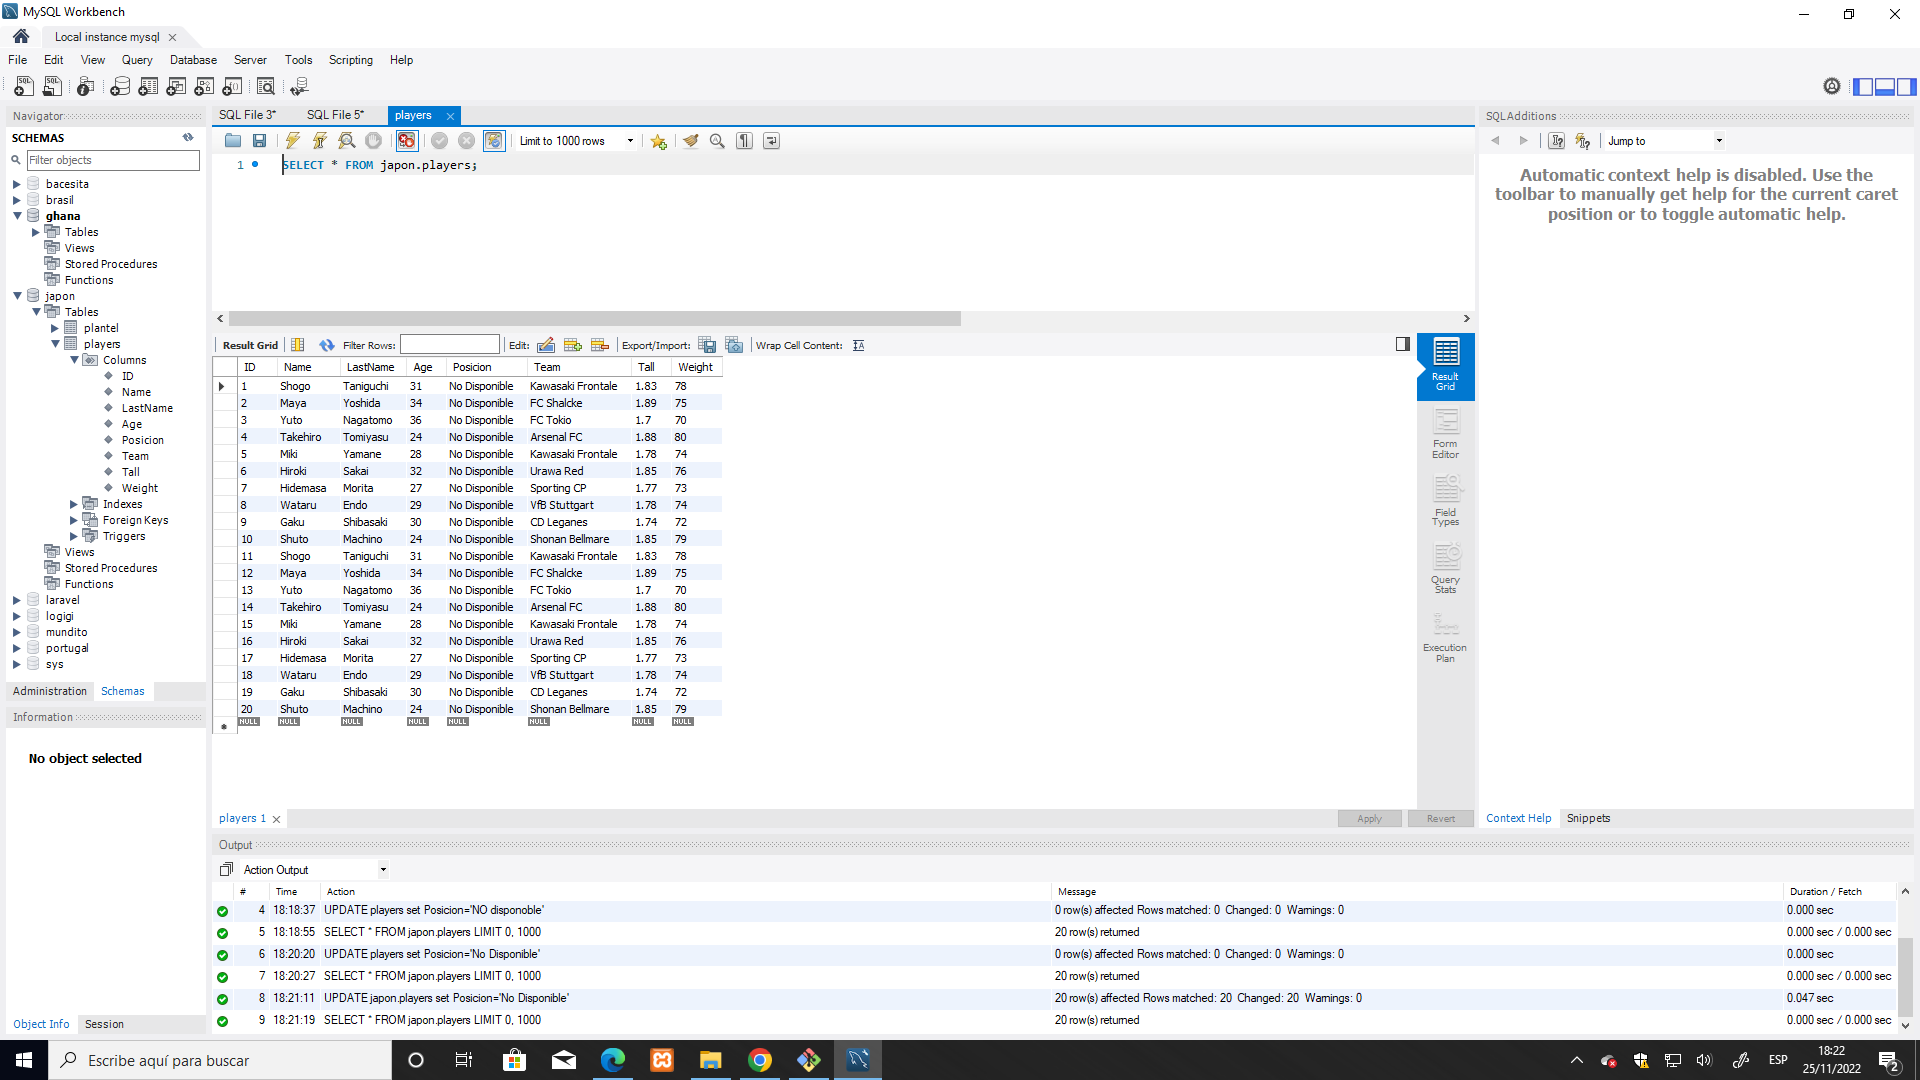 MySQL Workbench
Local instance mysql
File Edit View Query Database Server Tools Scripting Help
Navigator
SCHEMAS
Filter objects
bacesita
brasil
ghana
Tables
Views
Stored Procedures
Functions
japon
Tables
plantel
players
Columns
ID
Name
LastName
Age
Posicion
Team
Tall
Weight
Indexes
Foreign Keys
Triggers
Views
Stored Procedures
Functions
laravel
logigi
mundito
portugal
sys
Administration Schemas
Information
No object selected
Object Info Session
SQL File 3* SQL File 5* players
Limit to 1000 rows
1 SELECT * FROM japon.players;
Result Grid Filter Rows: Edit: Export/Import: Wrap Cell Content:
ID Name LastName Age Posicion Team Tall Weight
1 Shogo Taniguchi 31 No Disponible Kawasaki Frontale 1.83 78
2 Maya Yoshida 34 No Disponible FC Shalcke 1.89 75
3 Yuto Nagatomo 36 No Disponible FC Tokio 1.7 70
4 Takehiro Tomiyasu 24 No Disponible Arsenal FC 1.88 80
5 Miki Yamane 28 No Disponible Kawasaki Frontale 1.78 74
6 Hiroki Sakai 32 No Disponible Urawa Red 1.85 76
7 Hidemasa Morita 27 No Disponible Sporting CP 1.77 73
8 Wataru Endo 29 No Disponible VfB Stuttgart 1.78 74
9 Gaku Shibasaki 30 No Disponible CD Leganes 1.74 72
10 Shuto Machino 24 No Disponible Shonan Bellmare 1.85 79
11 Shogo Taniguchi 31 No Disponible Kawasaki Frontale 1.83 78
12 Maya Yoshida 34 No Disponible FC Shalcke 1.89 75
13 Yuto Nagatomo 36 No Disponible FC Tokio 1.7 70
14 Takehiro Tomiyasu 24 No Disponible Arsenal FC 1.88 80
15 Miki Yamane 28 No Disponible Kawasaki Frontale 1.78 74
16 Hiroki Sakai 32 No Disponible Urawa Red 1.85 76
17 Hidemasa Morita 27 No Disponible Sporting CP 1.77 73
18 Wataru Endo 29 No Disponible VfB Stuttgart 1.78 74
19 Gaku Shibasaki 30 No Disponible CD Leganes 1.74 72
20 Shuto Machino 24 No Disponible Shonan Bellmare 1.85 79
NULL NULL NULL NULL NULL NULL NULL NULL
Result
Grid
Form
Editor
Field
Types
Query
Stats
Execution
Plan
players 1 Apply Revert
SQLAdditions
Jump to
Automatic context help is disabled. Use the
toolbar to manually get help for the current caret
position or to toggle automatic help.
Context Help Snippets
Output
Action Output
# Time Action Message Duration / Fetch
4 18:18:37 UPDATE players set Posicion='NO disponoble' 0 row(s) affected Rows matched: 0 Changed: 0 Warnings: 0 0.000 sec
5 18:18:55 SELECT * FROM japon.players LIMIT 0, 1000 20 row(s) returned 0.000 sec / 0.000 sec
6 18:20:20 UPDATE players set Posicion='No Disponible' 0 row(s) affected Rows matched: 0 Changed: 0 Warnings: 0 0.000 sec
7 18:20:27 SELECT * FROM japon.players LIMIT 0, 1000 20 row(s) returned 0.000 sec / 0.000 sec
8 18:21:11 UPDATE japon.players set Posicion='No Disponible' 20 row(s) affected Rows matched: 20 Changed: 20 Warnings: 0 0.047 sec
9 18:21:19 SELECT * FROM japon.players LIMIT 0, 1000 20 row(s) returned 0.000 sec / 0.000 sec
Escribe aquí para buscar
ESP
18:22
25/11/2022
2